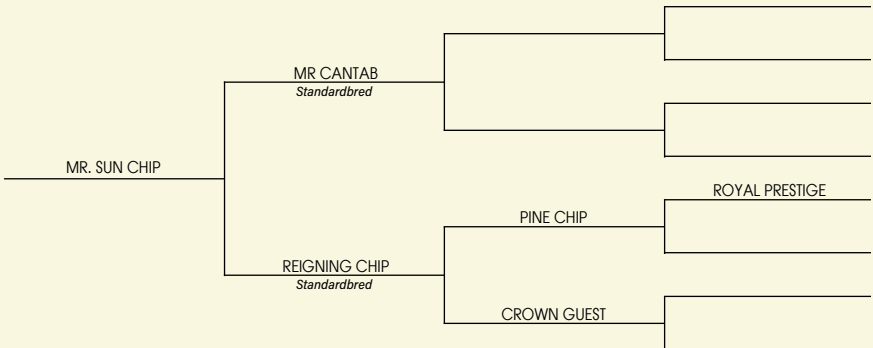 MR CANTAB
Standardbred
MR. SUN CHIP
ROYAL PRESTIGE
PINE CHIP
REIGNING CHIP
Standardbred
CROWN GUEST